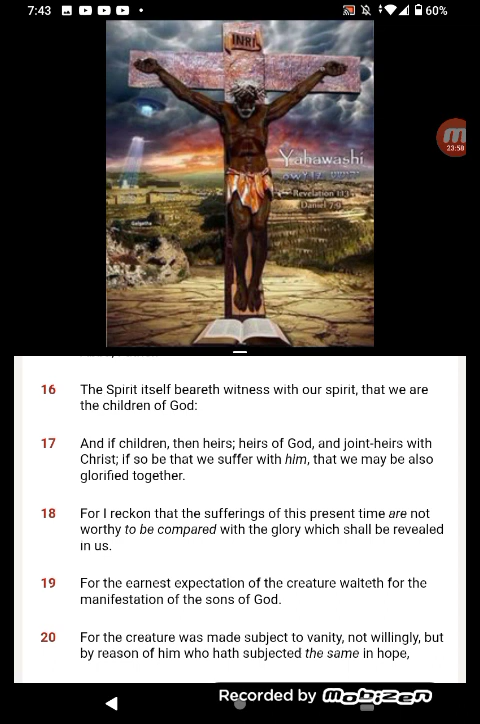 7:43
60%
INRI
23:58
Yahawashi
Revelation 1:13
Daniel 7:9
Golgatha
16 The Spirit itself beareth witness with our spirit, that we are
the children of God:
17 And if children, then heirs; heirs of God, and joint-heirs with
Christ; if so be that we suffer with him, that we may be also
glorified together.
18 For I reckon that the sufferings of this present time are not
worthy to be compared with the glory which shall be revealed
in us.
19 For the earnest expectation of the creature waiteth for the
manifestation of the sons of God.
20 For the creature was made subject to vanity, not willingly, but
by reason of him who hath subjected the same in hope,
Recorded by Mobizen